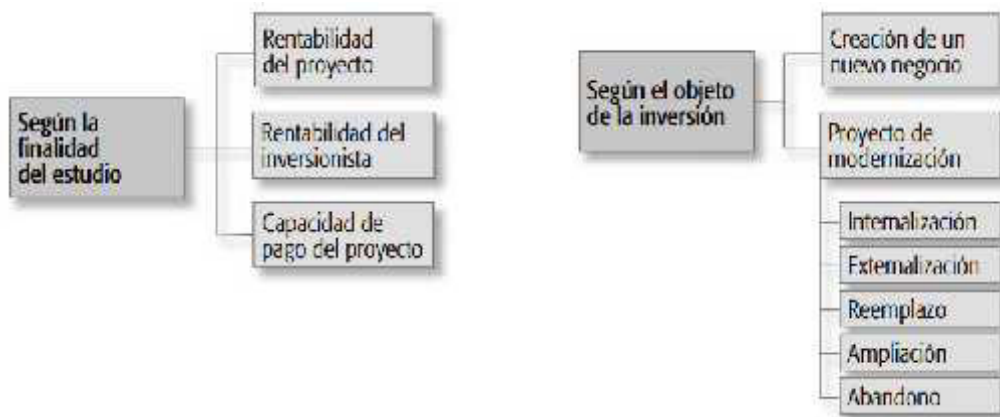 Según la
finalidad
del estudio
Rentabilidad
del proyecto
Rentabilidad del
inversionista
Capacidad de
pago del proyecto
Según el objeto
de la inversión
Creación de un
nuevo negocio
Proyecto de
modernización
Internalización
Externalización
Reemplazo
Ampliación
Abandono